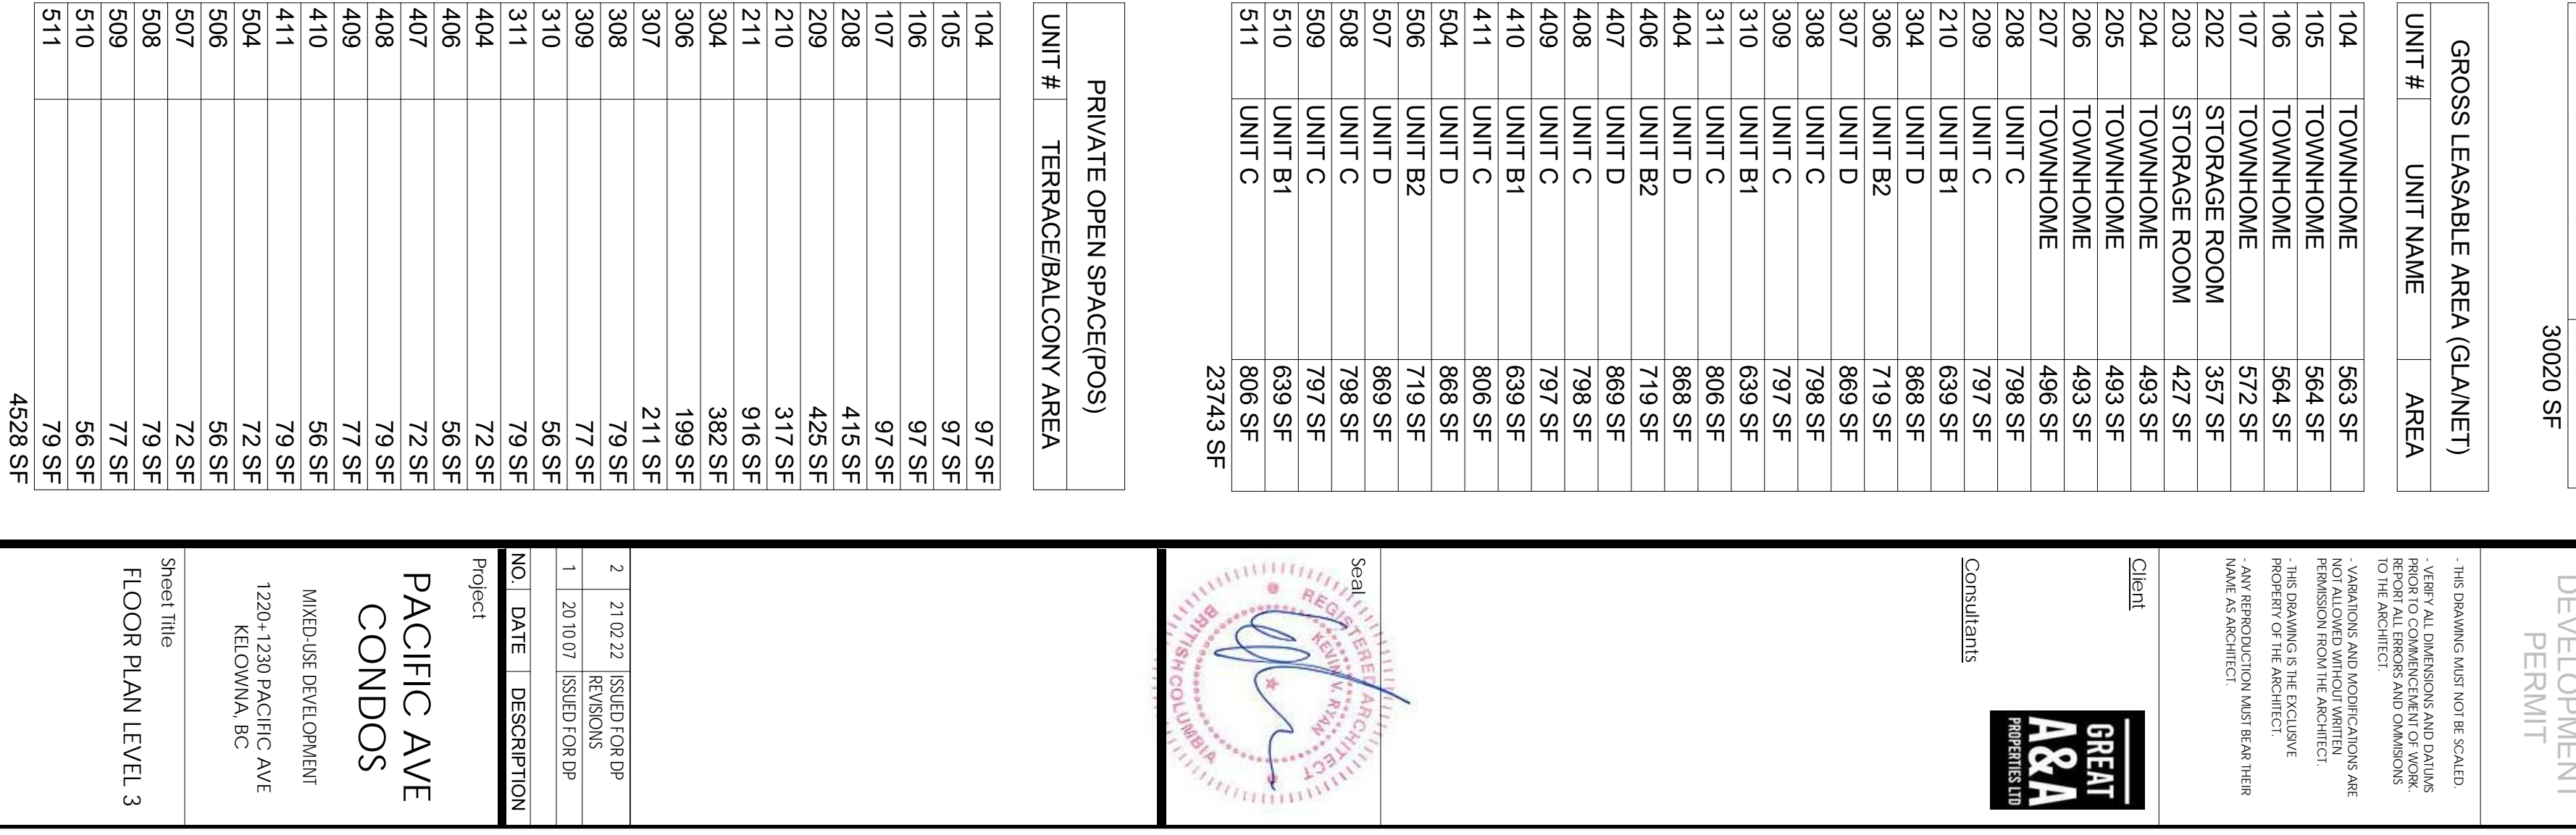 30020 SF
GROSS LEASABLE AREA (GLA/NET)
UNIT # UNIT NAME AREA
104 TOWNHOME 563 SF
105 TOWNHOME 564 SF
106 TOWNHOME 564 SF
107 TOWNHOME 572 SF
202 STORAGE ROOM 357 SF
203 STORAGE ROOM 427 SF
204 TOWNHOME 493 SF
205 TOWNHOME 493 SF
206 TOWNHOME 493 SF
207 TOWNHOME 496 SF
208 UNIT C 798 SF
209 UNIT C 797 SF
210 UNIT B1 639 SF
304 UNIT D 868 SF
306 UNIT B2 719 SF
307 UNIT D 869 SF
308 UNIT C 798 SF
309 UNIT C 797 SF
310 UNIT B1 639 SF
311 UNIT C 806 SF
404 UNIT D 868 SF
406 UNIT B2 719 SF
407 UNIT D 869 SF
408 UNIT C 798 SF
409 UNIT C 797 SF
410 UNIT B1 639 SF
411 UNIT C 806 SF
504 UNIT D 868 SF
506 UNIT B2 719 SF
507 UNIT D 869 SF
508 UNIT C 798 SF
509 UNIT C 797 SF
510 UNIT B1 639 SF
511 UNIT C 806 SF
23743 SF
PRIVATE OPEN SPACE(POS)
UNIT # TERRACE/BALCONY AREA
104 97 SF
105 97 SF
106 97 SF
107 97 SF
208 415 SF
209 425 SF
210 317 SF
211 916 SF
304 382 SF
306 199 SF
307 211 SF
308 79 SF
309 77 SF
310 56 SF
311 79 SF
404 72 SF
406 56 SF
407 72 SF
408 79 SF
409 77 SF
410 56 SF
411 79 SF
504 72 SF
506 56 SF
507 72 SF
508 79 SF
509 77 SF
510 56 SF
511 79 SF
4528 SF
DEVELOPMENT
PERMIT
- THIS DRAWING MUST NOT BE SCALED.
- VERIFY ALL DIMENSIONS AND DATUMS
PRIOR TO COMMENCEMENT OF WORK.
REPORT ALL ERRORS AND OMMISIONS
TO THE ARCHITECT.
- VARIATIONS AND MODIFICATIONS ARE
NOT ALLOWED WITHOUT WRITTEN
PERMISSION FROM THE ARCHITECT.
- THIS DRAWING IS THE EXCLUSIVE
PROPERTY OF THE ARCHITECT.
- ANY REPRODUCTION MUST BEAR THEIR
NAME AS ARCHITECT.
Client
GREAT
A&A
PROPERTIES LTD
Consultants
Seal
REGISTERED ARCHITECT
KEVIN V. RYAN
BRITISH COLUMBIA
2 21 02 22 ISSUED FOR DP
REVISIONS
1 20 10 07 ISSUED FOR DP
NO. DATE DESCRIPTION
Project
PACIFIC AVE
CONDOS
MIXED-USE DEVELOPMENT
1220+1230 PACIFIC AVE
KELOWNA, BC
Sheet Title
FLOOR PLAN LEVEL 3